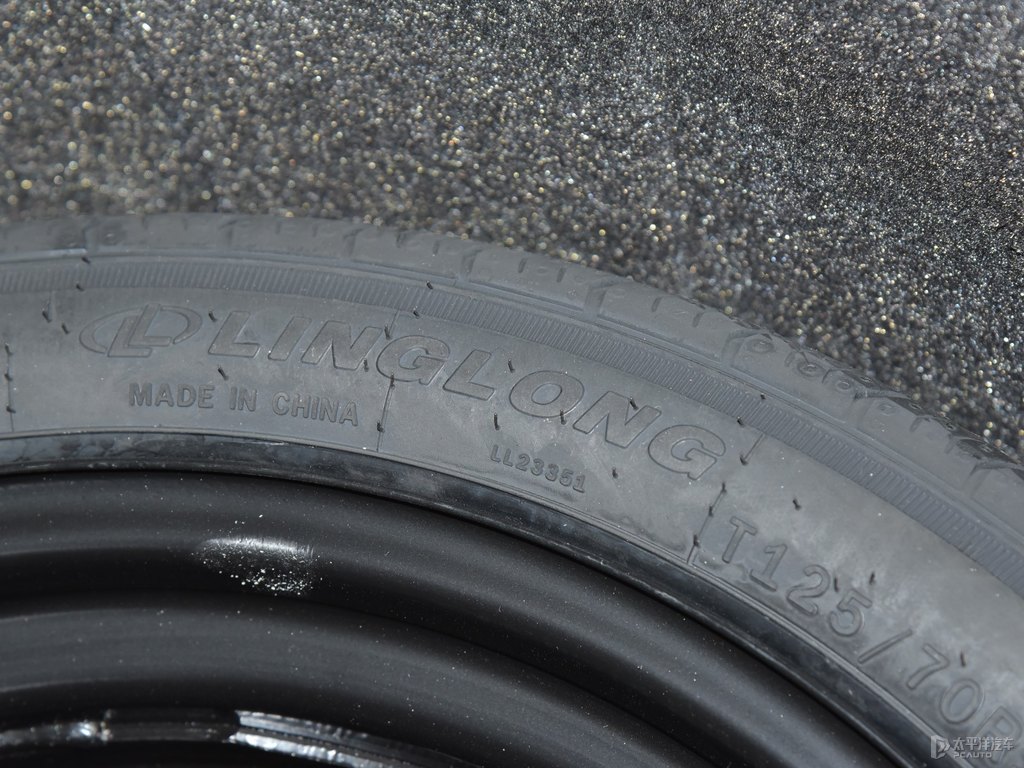 LINGLONG
MADE IN CHINA
LL23351
T125/70R
太平洋汽车
PCAUTO